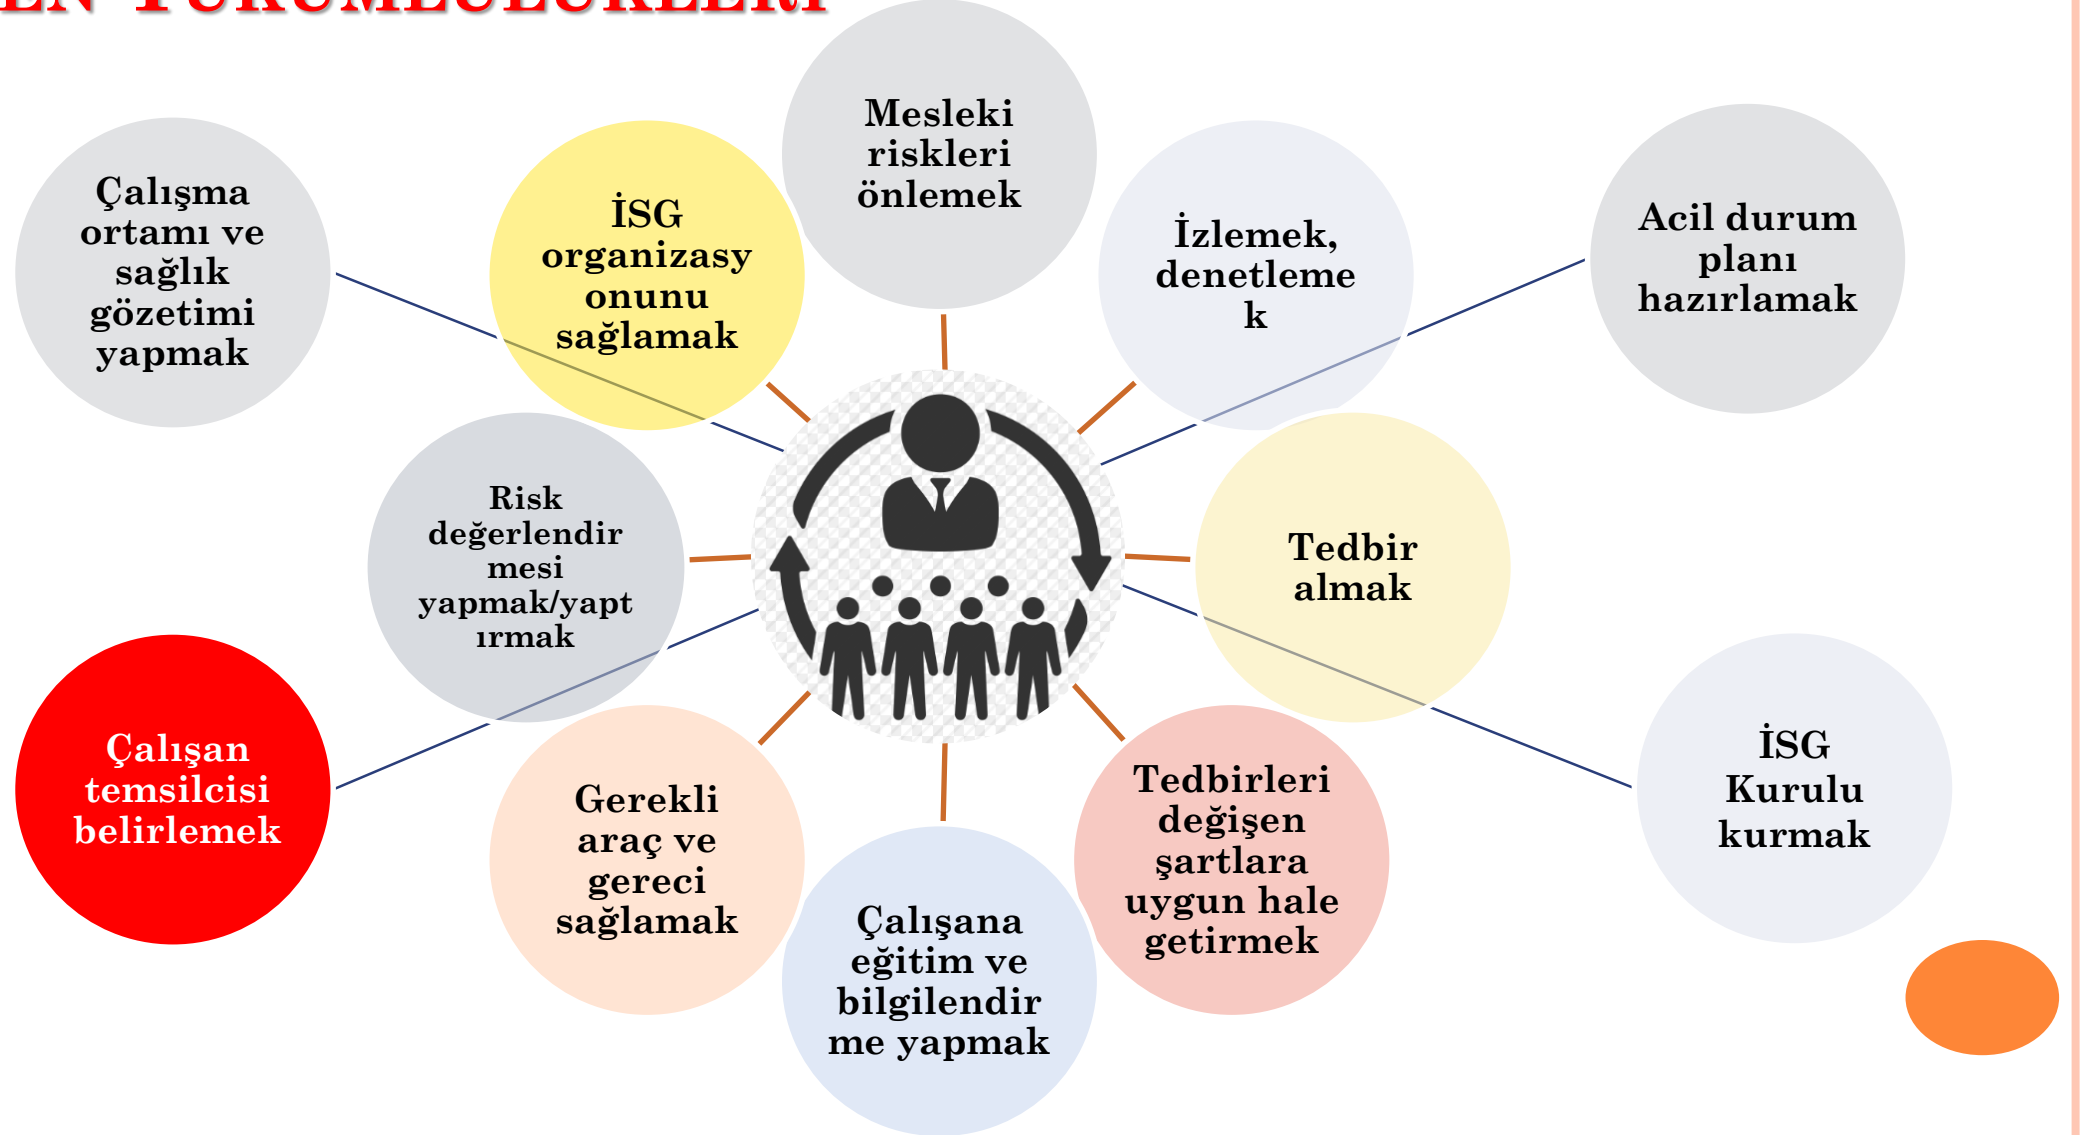 EN YÜKÜMLÜLÜKLERİ
Mesleki
riskleri
önlemek
Çalışma
ortamı ve
sağlık
gözetimi
yapmak
İSG
organizasy
onunu
sağlamak
İzlemek,
denetleme
k
Acil durum
planı
hazırlamak
Risk
değerlendir
mesi
yapmak/yapt
ırmak
Tedbir
almak
Çalışan
temsilcisi
belirlemek
Gerekli
araç ve
gereci
sağlamak
Çalışana
eğitim ve
bilgilendir
me yapmak
Tedbirleri
değişen
şartlara
uygun hale
getirmek
İSG
Kurulu
kurmak